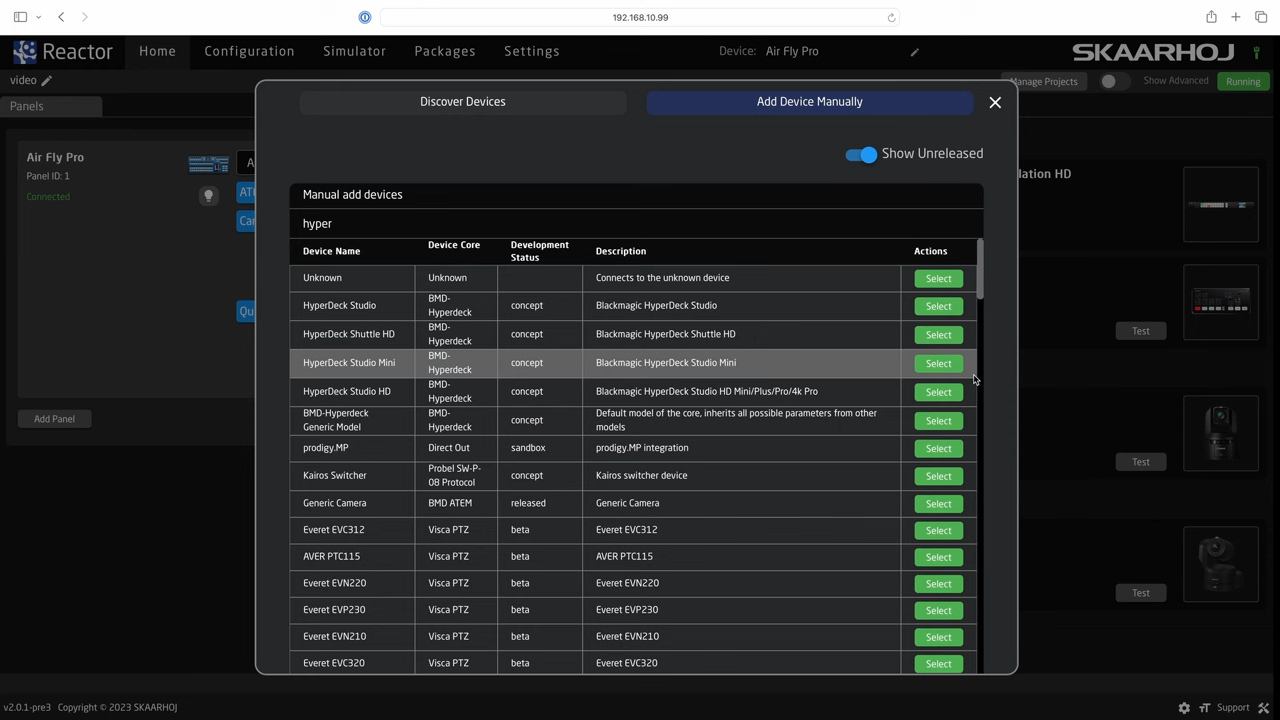 192.168.10.99
Reactor
Home
Configuration
Simulator
Packages
Settings
Device: Air Fly Pro
SKAARHOJ
video
Manage Projects
Show Advanced
Running
Panels
Discover Devices
Add Device Manually
Air Fly Pro
Panel ID: 1
Connected
A
AT
Ca
Qu
Add Panel
lation HD
Test
Test
Test
Show Unreleased
Manual add devices
hyper
Device Name Device Core Development Status Description Actions
Unknown Unknown Connects to the unknown device Select
HyperDeck Studio BMD-Hyperdeck concept Blackmagic HyperDeck Studio Select
HyperDeck Shuttle HD BMD-Hyperdeck concept Blackmagic HyperDeck Shuttle HD Select
HyperDeck Studio Mini BMD-Hyperdeck concept Blackmagic HyperDeck Studio Mini Select
HyperDeck Studio HD BMD-Hyperdeck concept Blackmagic HyperDeck Studio HD Mini/Plus/Pro/4k Pro Select
BMD-Hyperdeck Generic Model BMD-Hyperdeck concept Default model of the core, inherits all possible parameters from other models Select
prodigy.MP Direct Out sandbox prodigy.MP integration Select
Kairos Switcher Probel SW-P-08 Protocol concept Kairos switcher device Select
Generic Camera BMD ATEM released Generic Camera Select
Everet EVC312 Visca PTZ beta Everet EVC312 Select
AVER PTC115 Visca PTZ beta AVER PTC115 Select
Everet EVN220 Visca PTZ beta Everet EVN220 Select
Everet EVP230 Visca PTZ beta Everet EVP230 Select
Everet EVN210 Visca PTZ beta Everet EVN210 Select
Everet EVC320 Visca PTZ beta Everet EVC320 Select
v2.0.1-pre3 Copyright © 2023 SKAARHOJ
Support